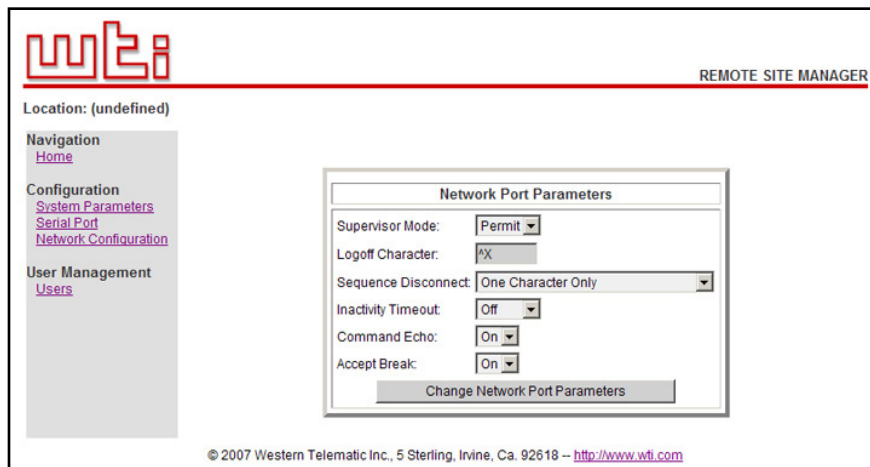 wti
REMOTE SITE MANAGER
Location: (undefined)
Navigation
Home
Configuration
System Parameters
Serial Port
Network Configuration
User Management
Users
Network Port Parameters
Supervisor Mode: Permit
Logoff Character: ^X
Sequence Disconnect: One Character Only
Inactivity Timeout: Off
Command Echo: On
Accept Break: On
Change Network Port Parameters
© 2007 Western Telematic Inc., 5 Sterling, Irvine, Ca. 92618 -- http://www.wti.com